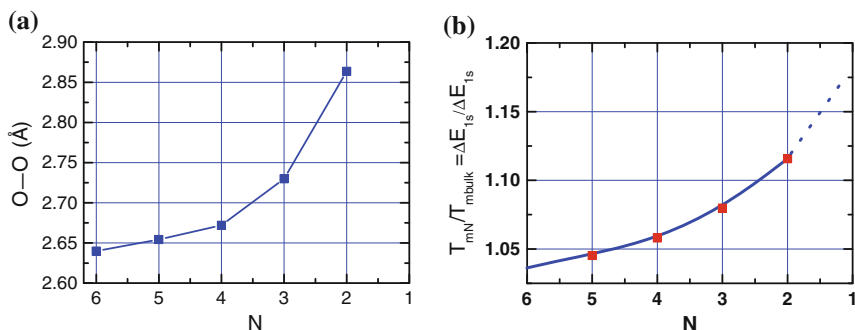 (a)
O—O (Å)
2.90
2.85
2.80
2.75
2.70
2.65
2.60
6 5 4 3 2 1
N
(b)
T_mN/T_mbulk =ΔE_1s/ΔE_1s
1.20
1.15
1.10
1.05
6 5 4 3 2 1
N